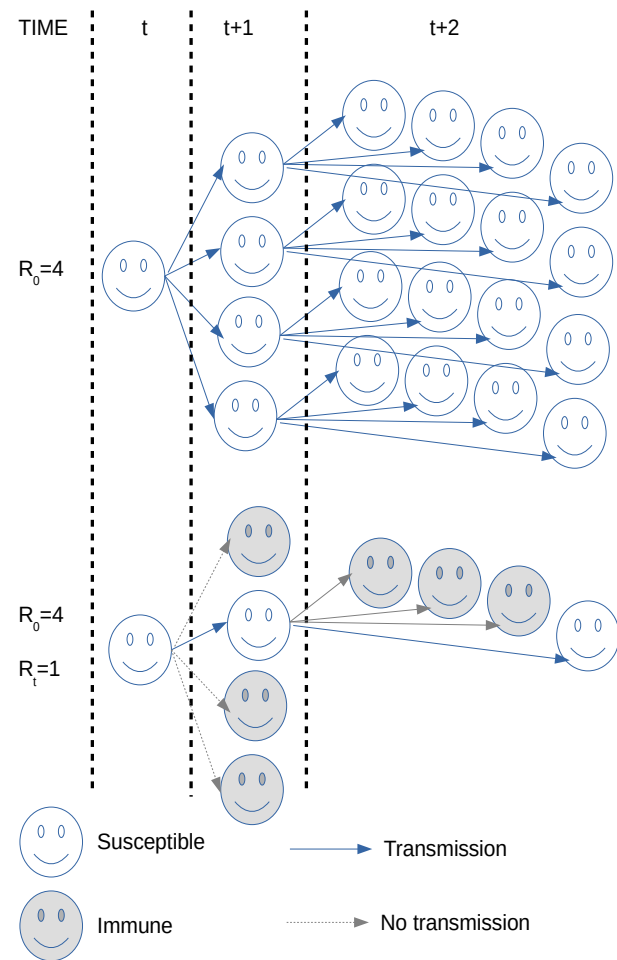 TIME t t+1 t+2
R0=4
R0=4
Rt=1
Susceptible Transmission
Immune No transmission